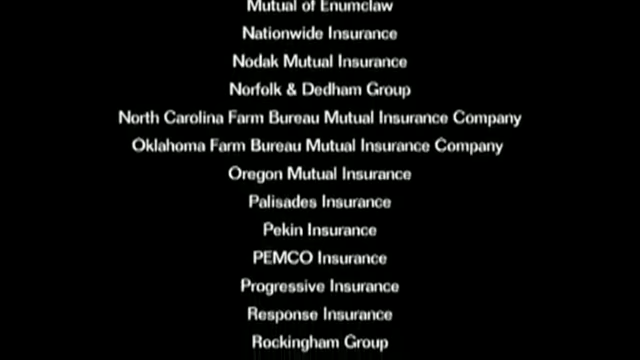 Mutual of Enumclaw
Nationwide Insurance
Nodak Mutual Insurance
Norfolk & Dedham Group
North Carolina Farm Bureau Mutual Insurance Company
Oklahoma Farm Bureau Mutual Insurance Company
Oregon Mutual Insurance
Palisades Insurance
Pekin Insurance
PEMCO Insurance
Progressive Insurance
Response Insurance
Rockingham Group